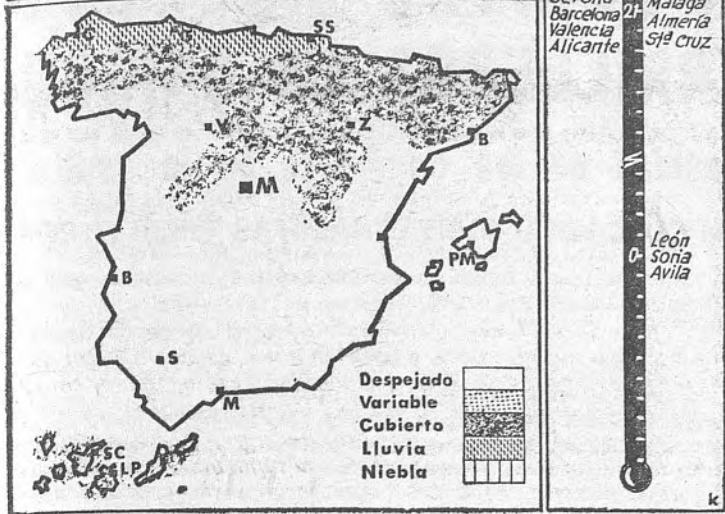 SS
V
Z
B
M
PM
B
S
M
SC
LP
Despejado
Variable
Cubierto
Lluvia
Niebla
Barcelona
Valencia
Alicante
21
Málaga
Almería
Stª Cruz
0
León
Soria
Avila
k